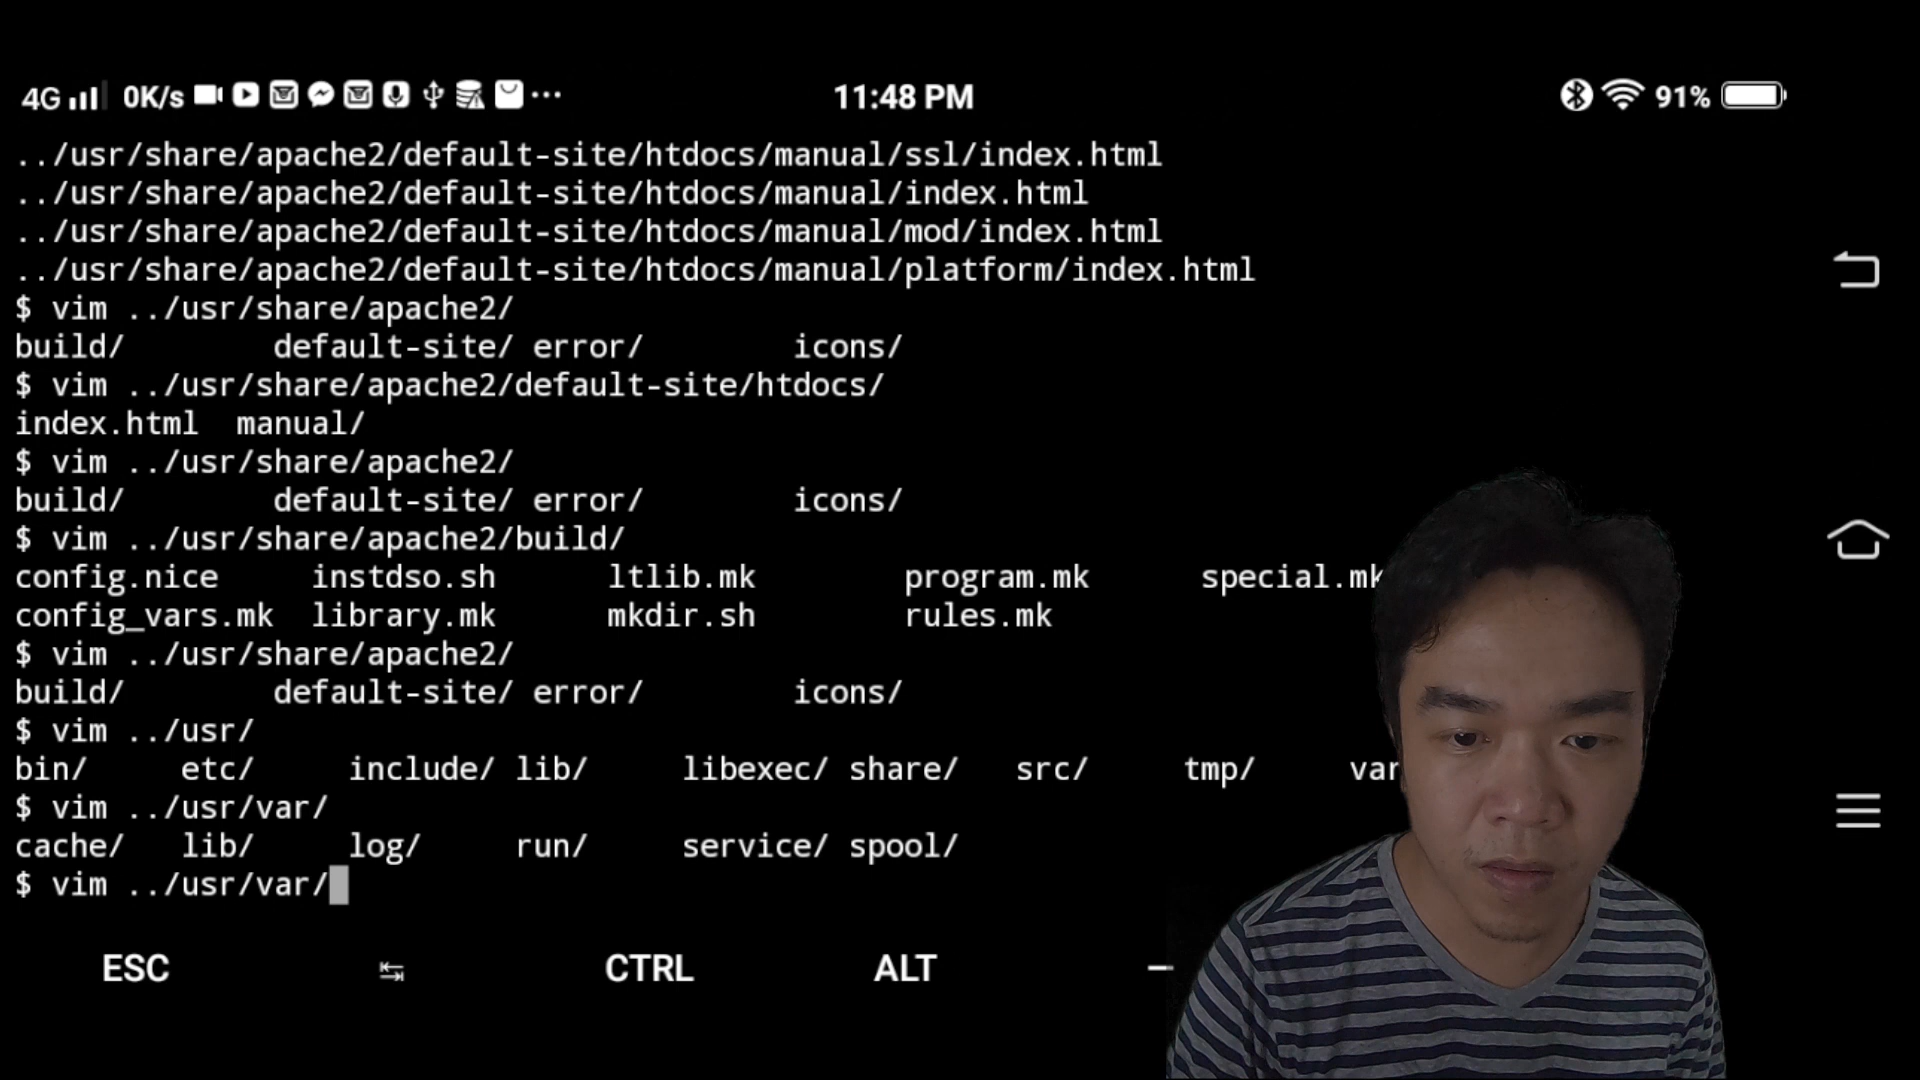 4G 0K/s 11:48 PM 91%
../usr/share/apache2/default-site/htdocs/manual/ssl/index.html
../usr/share/apache2/default-site/htdocs/manual/index.html
../usr/share/apache2/default-site/htdocs/manual/mod/index.html
../usr/share/apache2/default-site/htdocs/manual/platform/index.html
$ vim ../usr/share/apache2/
build/ default-site/ error/ icons/
$ vim ../usr/share/apache2/default-site/htdocs/
index.html manual/
$ vim ../usr/share/apache2/
build/ default-site/ error/ icons/
$ vim ../usr/share/apache2/build/
config.nice instdso.sh ltlib.mk program.mk special.mk
config_vars.mk library.mk mkdir.sh rules.mk
$ vim ../usr/share/apache2/
build/ default-site/ error/ icons/
$ vim ../usr/
bin/ etc/ include/ lib/ libexec/ share/ src/ tmp/ var
$ vim ../usr/var/
cache/ lib/ log/ run/ service/ spool/
$ vim ../usr/var/
ESC CTRL ALT —